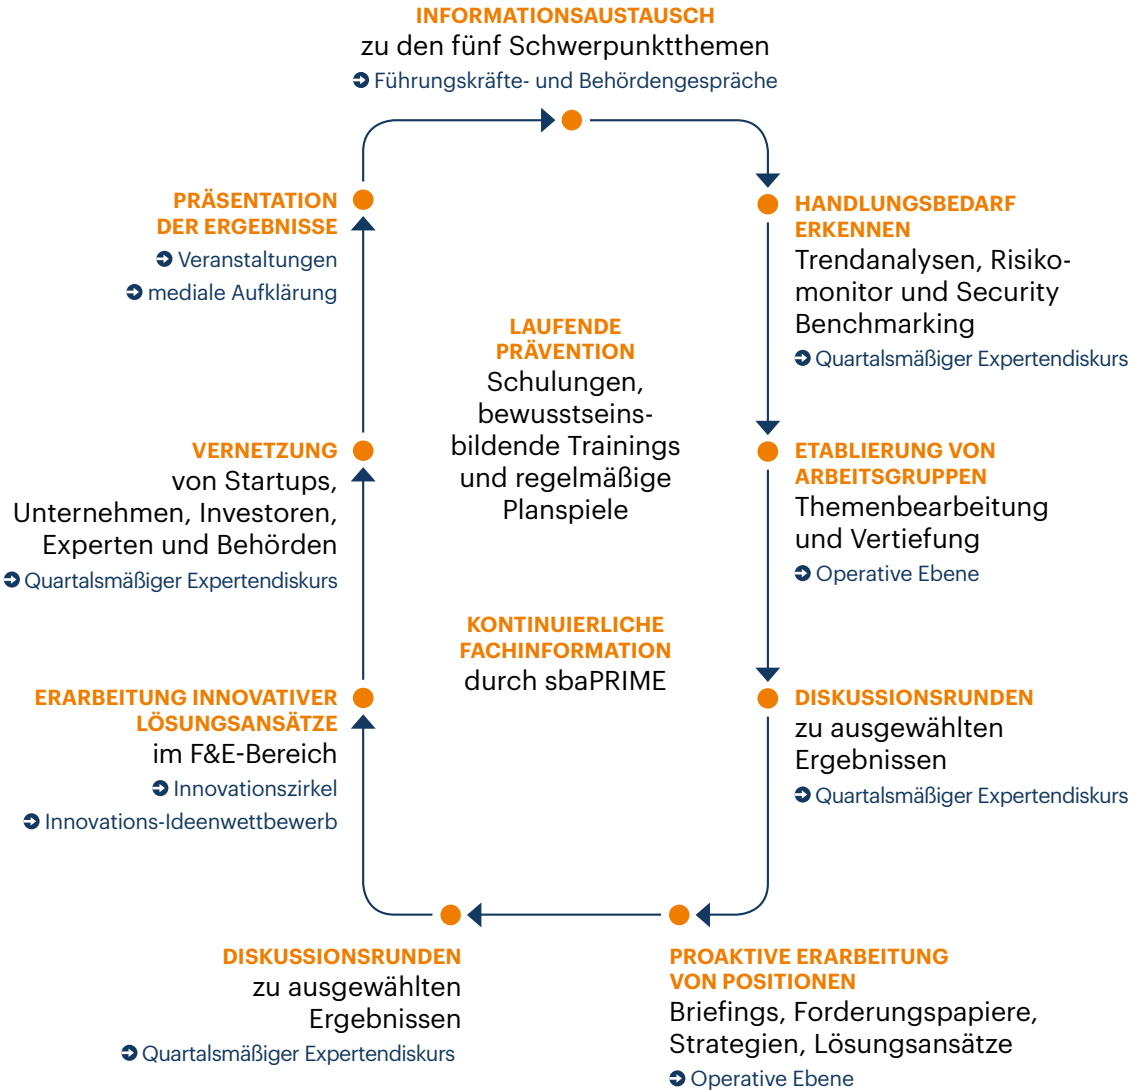 INFORMATIONSAUSTAUSCH
zu den fünf Schwerpunktthemen
Führungskräfte- und Behördengespräche
HANDLUNGSBEDARF
ERKENNEN
Trendanalysen, Risiko-
monitor und Security
Benchmarking
Quartalsmäßiger Expertendiskurs
ETABLIERUNG VON
ARBEITSGRUPPEN
Themenbearbeitung
und Vertiefung
Operative Ebene
DISKUSSIONSRUNDEN
zu ausgewählten
Ergebnissen
Quartalsmäßiger Expertendiskurs
PROAKTIVE ERARBEITUNG
VON POSITIONEN
Briefings, Forderungspapiere,
Strategien, Lösungsansätze
Operative Ebene
DISKUSSIONSRUNDEN
zu ausgewählten
Ergebnissen
Quartalsmäßiger Expertendiskurs
ERARBEITUNG INNOVATIVER
LÖSUNGSANSÄTZE
im F&E-Bereich
Innovationszirkel
Innovations-Ideenwettbewerb
VERNETZUNG
von Startups,
Unternehmen, Investoren,
Experten und Behörden
Quartalsmäßiger Expertendiskurs
PRÄSENTATION
DER ERGEBNISSE
Veranstaltungen
mediale Aufklärung
LAUFENDE
PRÄVENTION
Schulungen,
bewusstseins-
bildende Trainings
und regelmäßige
Planspiele
KONTINUIERLICHE
FACHINFORMATION
durch sbaPRIME